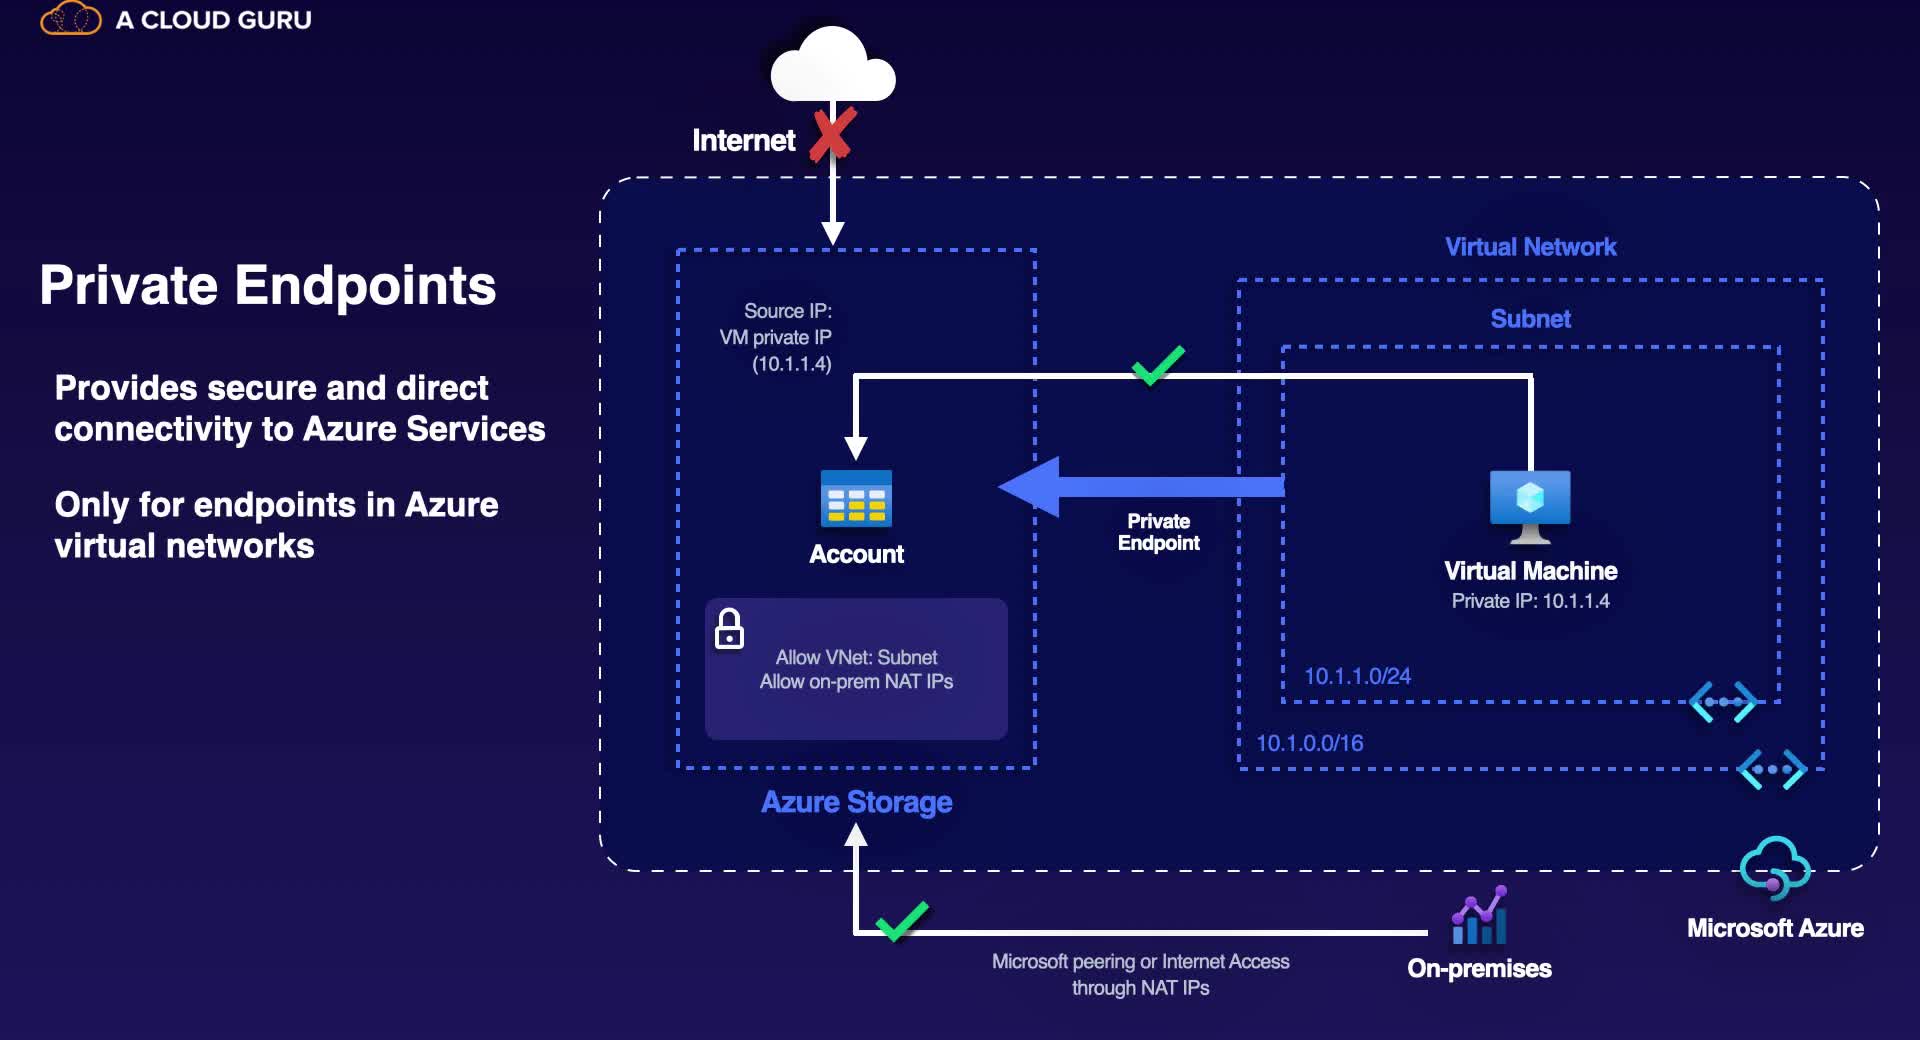 A CLOUD GURU
Internet
Private Endpoints
Provides secure and direct
connectivity to Azure Services
Only for endpoints in Azure
virtual networks
Source IP:
VM private IP
(10.1.1.4)
Account
Allow VNet: Subnet
Allow on-prem NAT IPs
Azure Storage
Private
Endpoint
Virtual Network
Subnet
Virtual Machine
Private IP: 10.1.1.4
10.1.1.0/24
10.1.0.0/16
Microsoft Azure
On-premises
Microsoft peering or Internet Access
through NAT IPs